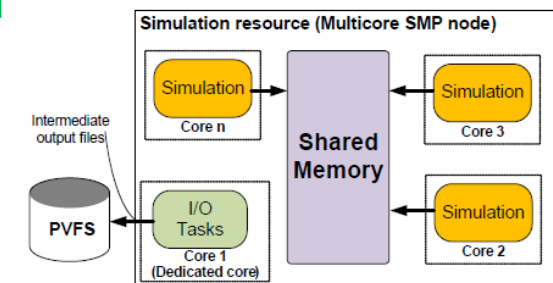 Simulation resource (Multicore SMP node)
Simulation
Core n
Shared
Memory
Simulation
Core 3
Simulation
Core 2
Intermediate
output files
PVFS
I/O
Tasks
Core 1
(Dedicated core)